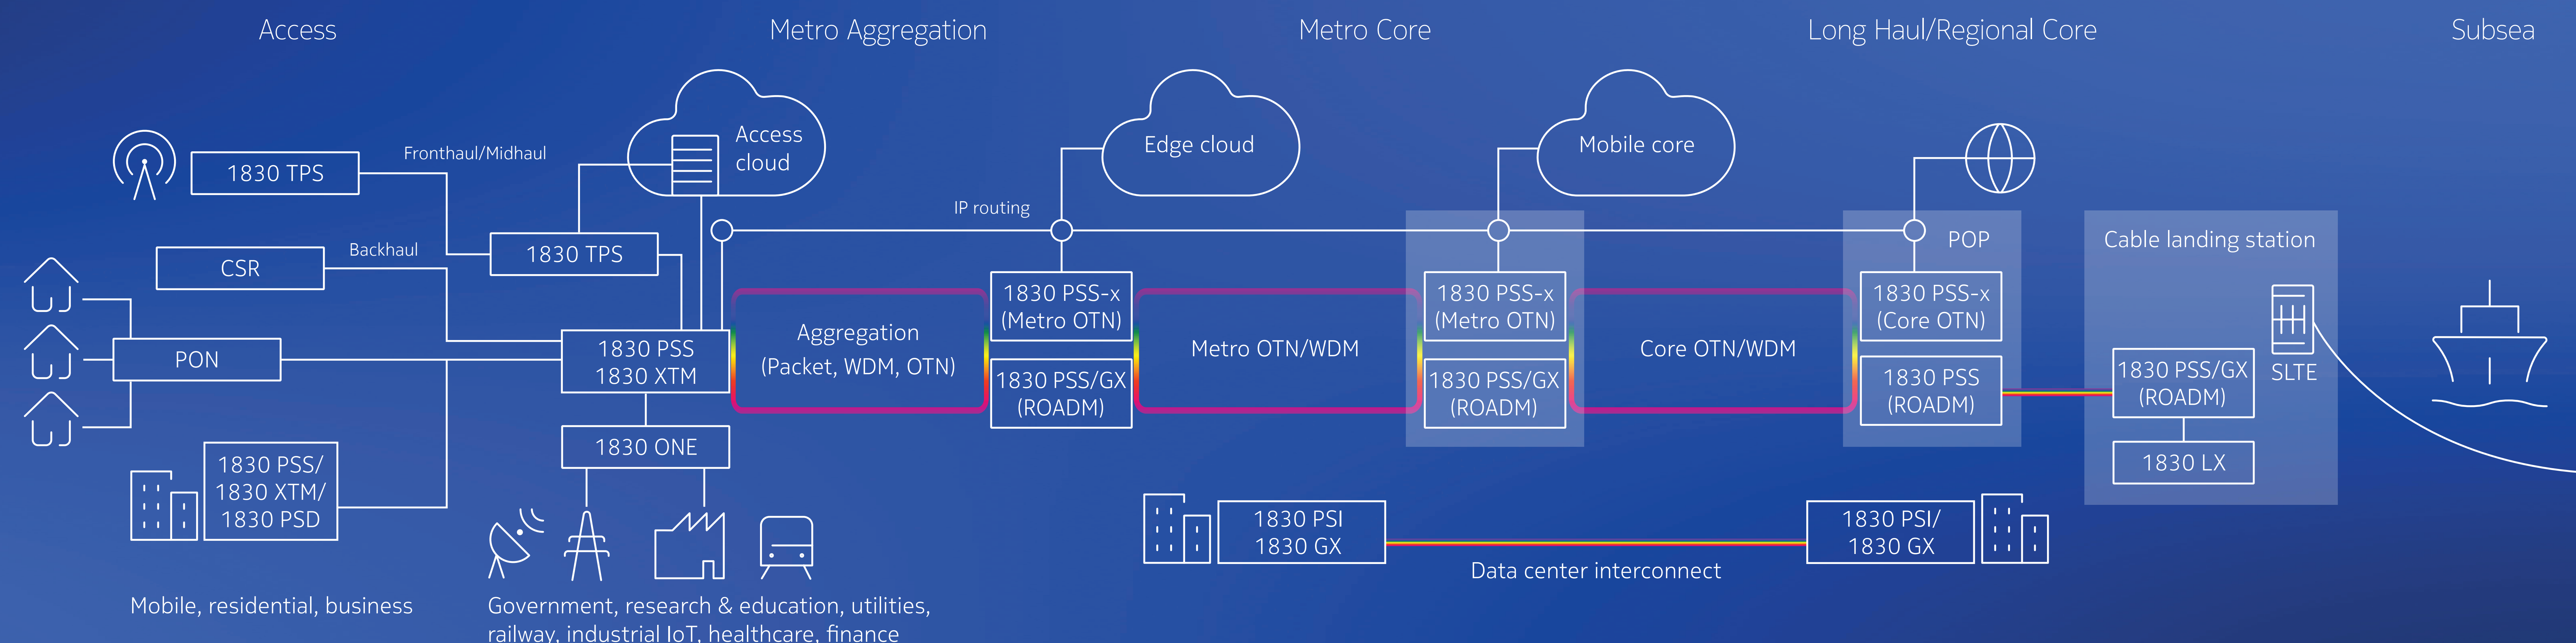 Access
Metro Aggregation
Metro Core
Long Haul/Regional Core
Subsea
1830 TPS
Fronthaul/Midhaul
Access
cloud
Edge cloud
Mobile core
IP routing
CSR
Backhaul
1830 TPS
POP
Cable landing station
PON
1830 PSS
1830 XTM
Aggregation
(Packet, WDM, OTN)
1830 PSS-x
(Metro OTN)
1830 PSS/GX
(ROADM)
Metro OTN/WDM
1830 PSS-x
(Metro OTN)
1830 PSS/GX
(ROADM)
Core OTN/WDM
1830 PSS-x
(Core OTN)
1830 PSS
(ROADM)
1830 PSS/GX
(ROADM)
SLTE
1830 LX
1830 ONE
1830 PSS/
1830 XTM/
1830 PSD
1830 PSI
1830 GX
Data center interconnect
1830 PSI/
1830 GX
Mobile, residential, business
Government, research & education, utilities,
railway, industrial IoT, healthcare, finance